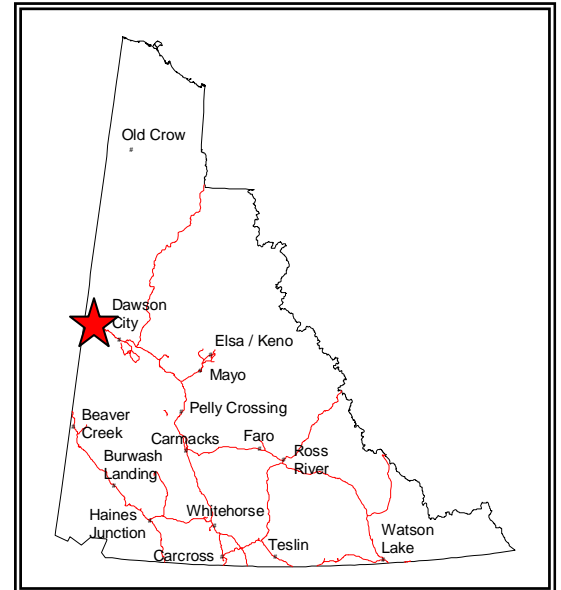 Old Crow
Dawson
City
Elsa / Keno
Mayo
Pelly Crossing
Beaver
Creek
Carmacks
Faro
Ross
River
Burwash
Landing
Haines
Junction
Whitehorse
Watson
Lake
Carcross
Teslin